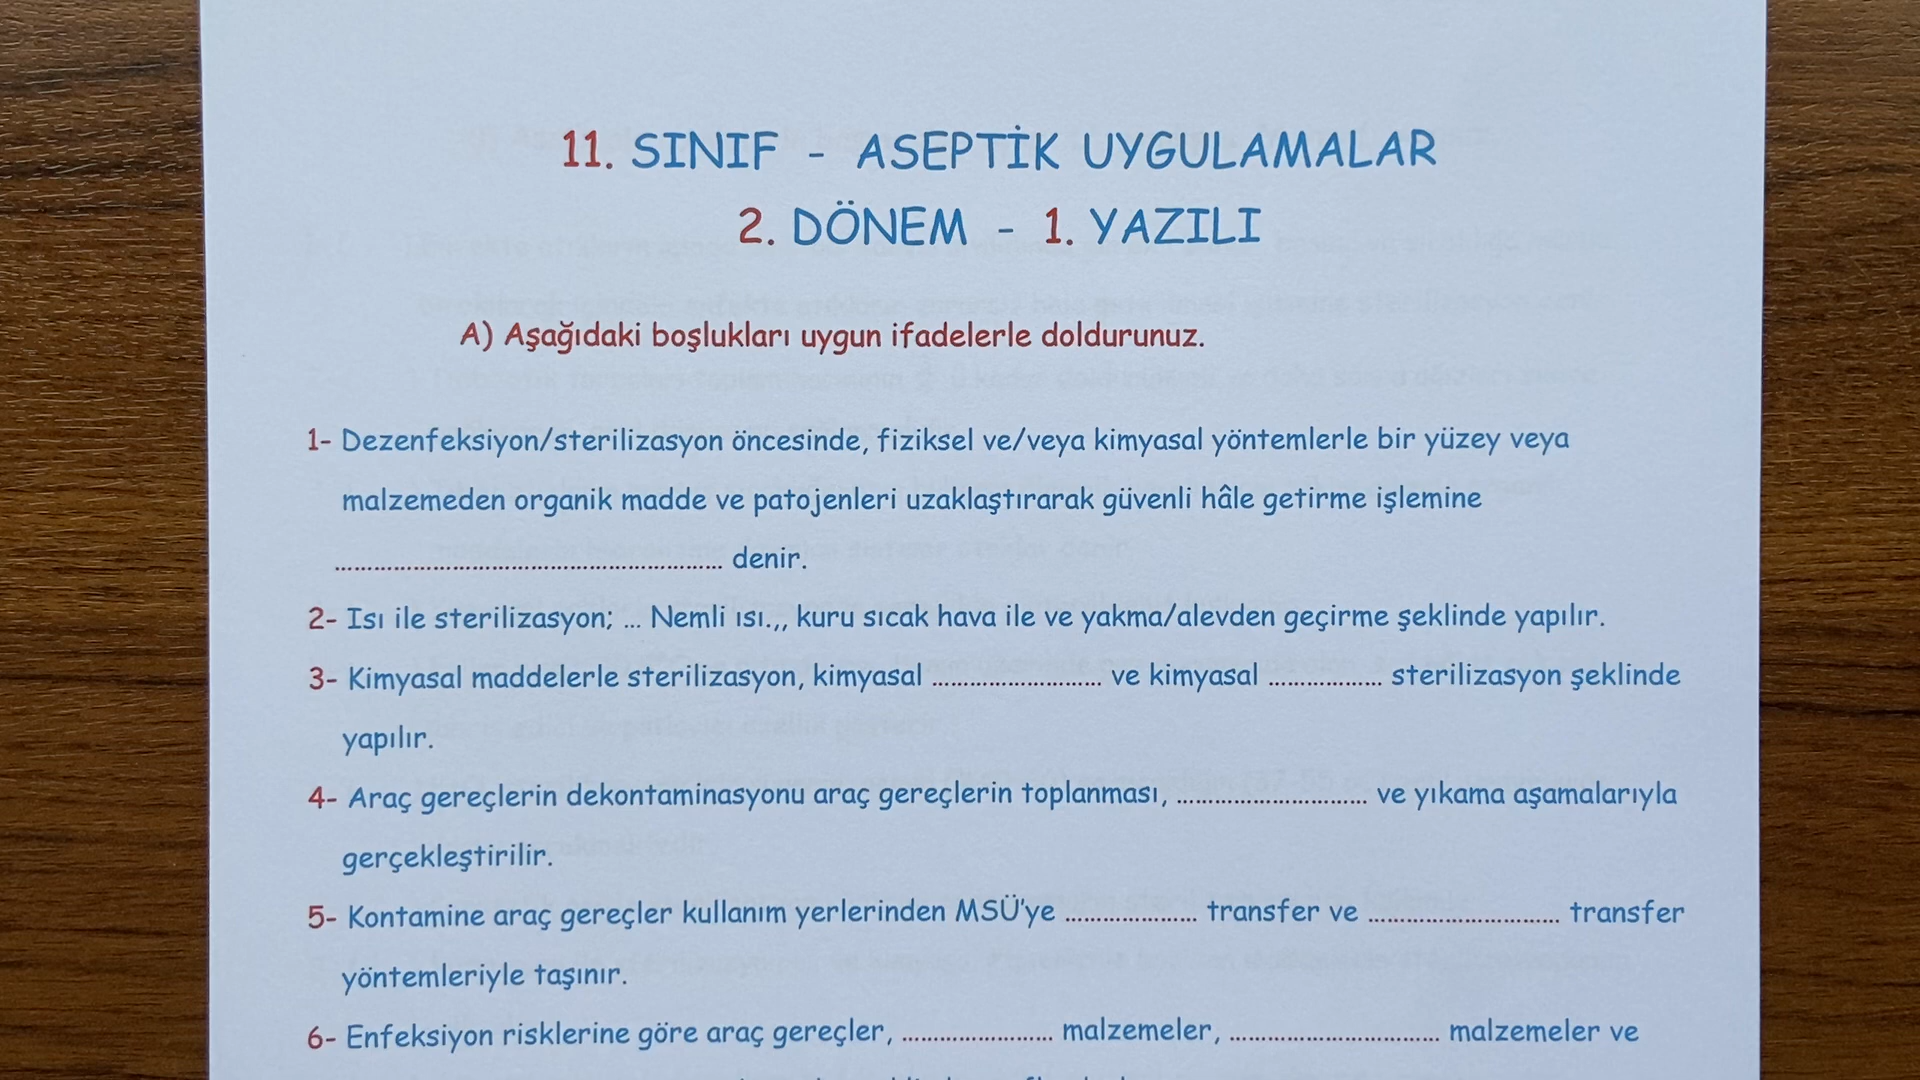 11. SINIF - ASEPTİK UYGULAMALAR
2. DÖNEM - 1. YAZILI
A) Aşağıdaki boşlukları uygun ifadelerle doldurunuz.
1- Dezenfeksiyon/sterilizasyon öncesinde, fiziksel ve/veya kimyasal yöntemlerle bir yüzey veya
malzemeden organik madde ve patojenleri uzaklaştırarak güvenli hâle getirme işlemine
........................................................ denir.
2- Isı ile sterilizasyon; ... Nemli ısı.,, kuru sıcak hava ile ve yakma/alevden geçirme şeklinde yapılır.
3- Kimyasal maddelerle sterilizasyon, kimyasal ........................ ve kimyasal ................ sterilizasyon şeklinde
yapılır.
4- Araç gereçlerin dekontaminasyonu araç gereçlerin toplanması, ........................... ve yıkama aşamalarıyla
gerçekleştirilir.
5- Kontamine araç gereçler kullanım yerlerinden MSÜ'ye ................... transfer ve ........................... transfer
yöntemleriyle taşınır.
6- Enfeksiyon risklerine göre araç gereçler, ..................... malzemeler, .............................. malzemeler ve